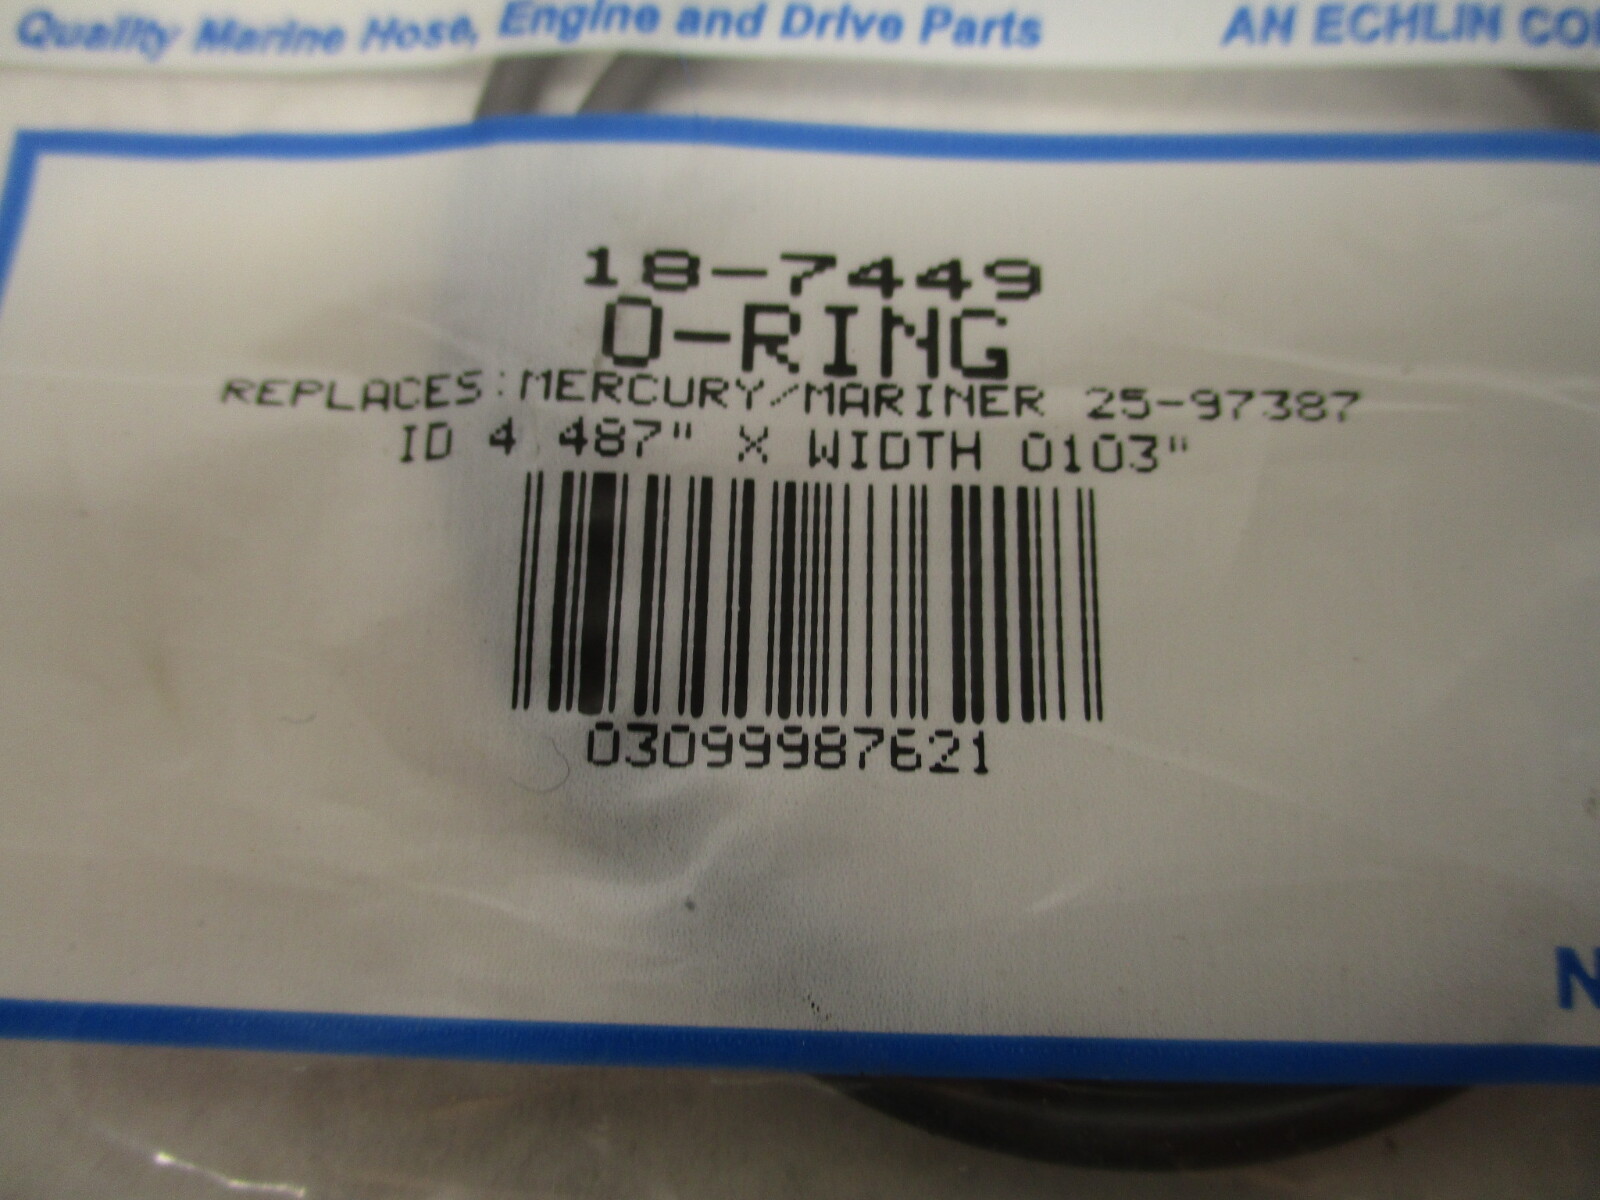 Quality Marine Hose, Engine and Drive Parts AN ECHLIN
18-7449
O-RING
REPLACES:MERCURY/MARINER 25-97387
ID 4 487" X WIDTH 0103"
03099987621
N